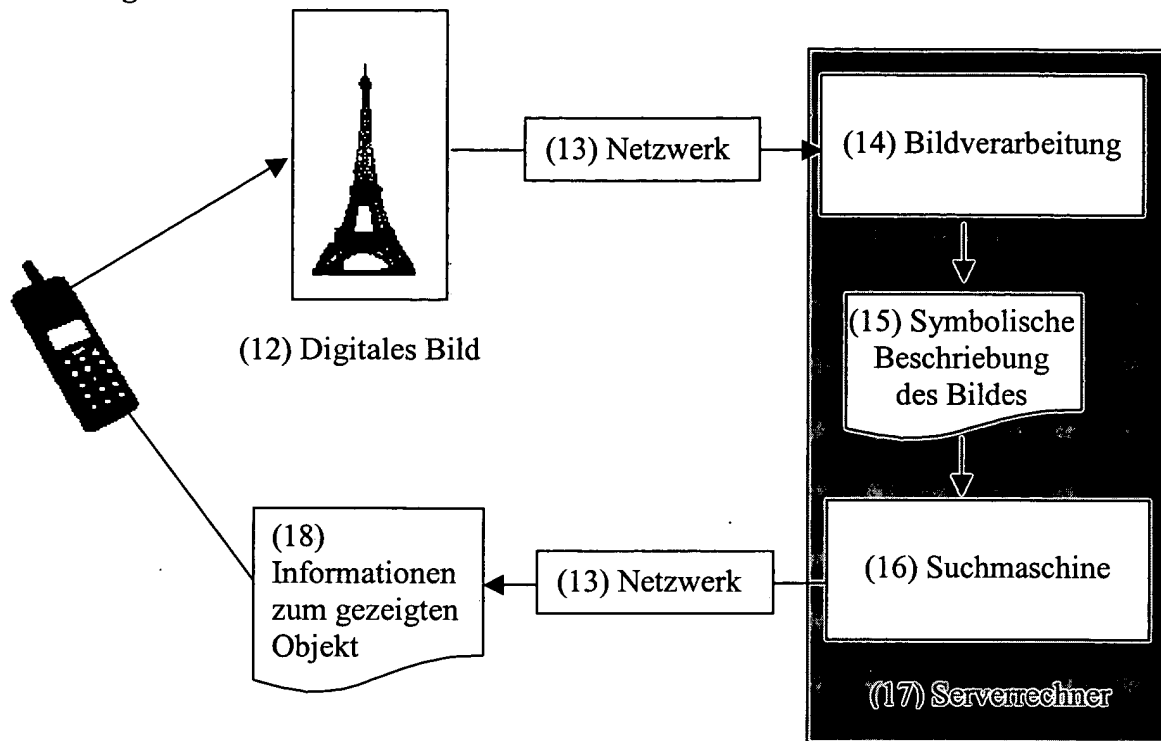 (12) Digitales Bild
(13) Netzwerk
(14) Bildverarbeitung
(15) Symbolische
Beschriebung
des Bildes
(16) Suchmaschine
(17) Serverrechner
(13) Netzwerk
(18)
Informationen
zum gezeigten
Objekt